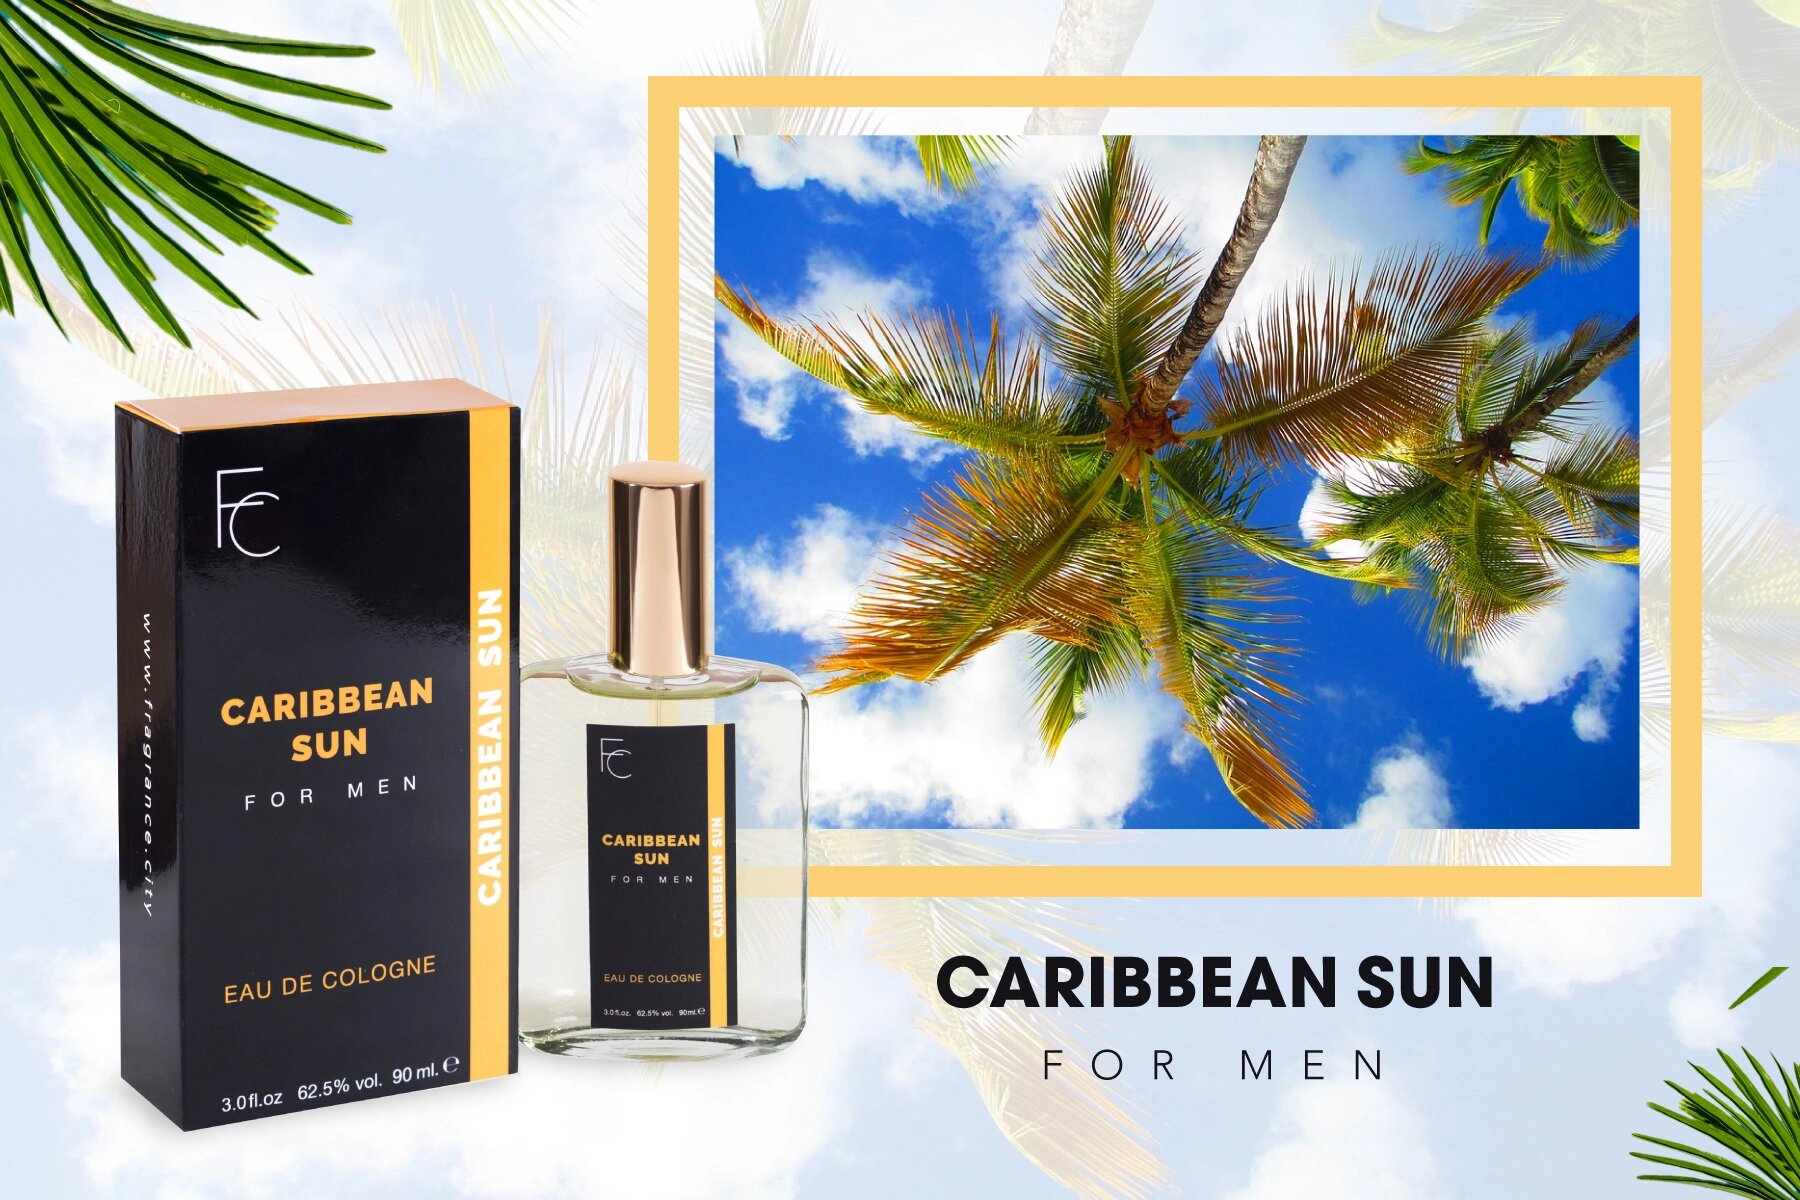 FC
CARIBBEAN
SUN
FOR MEN
EAU DE COLOGNE
3.0fl.oz 62.5% vol. 90 ml. ℮
CARIBBEAN SUN
www.fragrance.city
FC
CARIBBEAN
SUN
FOR MEN
EAU DE COLOGNE
3.0fl.oz. 62.5% vol. 90ml.℮
CARIBBEAN SUN
CARIBBEAN SUN
FOR MEN